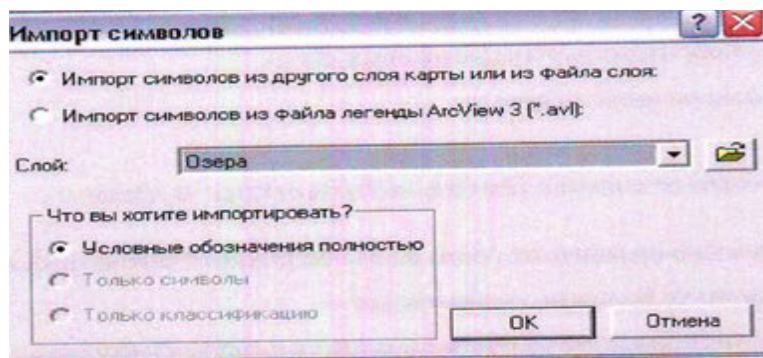 Импорт символов
Импорт символов из другого слоя карты или из файла слоя:
Импорт символов из файла легенды ArcView 3 (*.avl):
Слой: Озера
Что вы хотите импортировать?
Условные обозначения полностью
Только символы
Только классификацию
OK Отмена